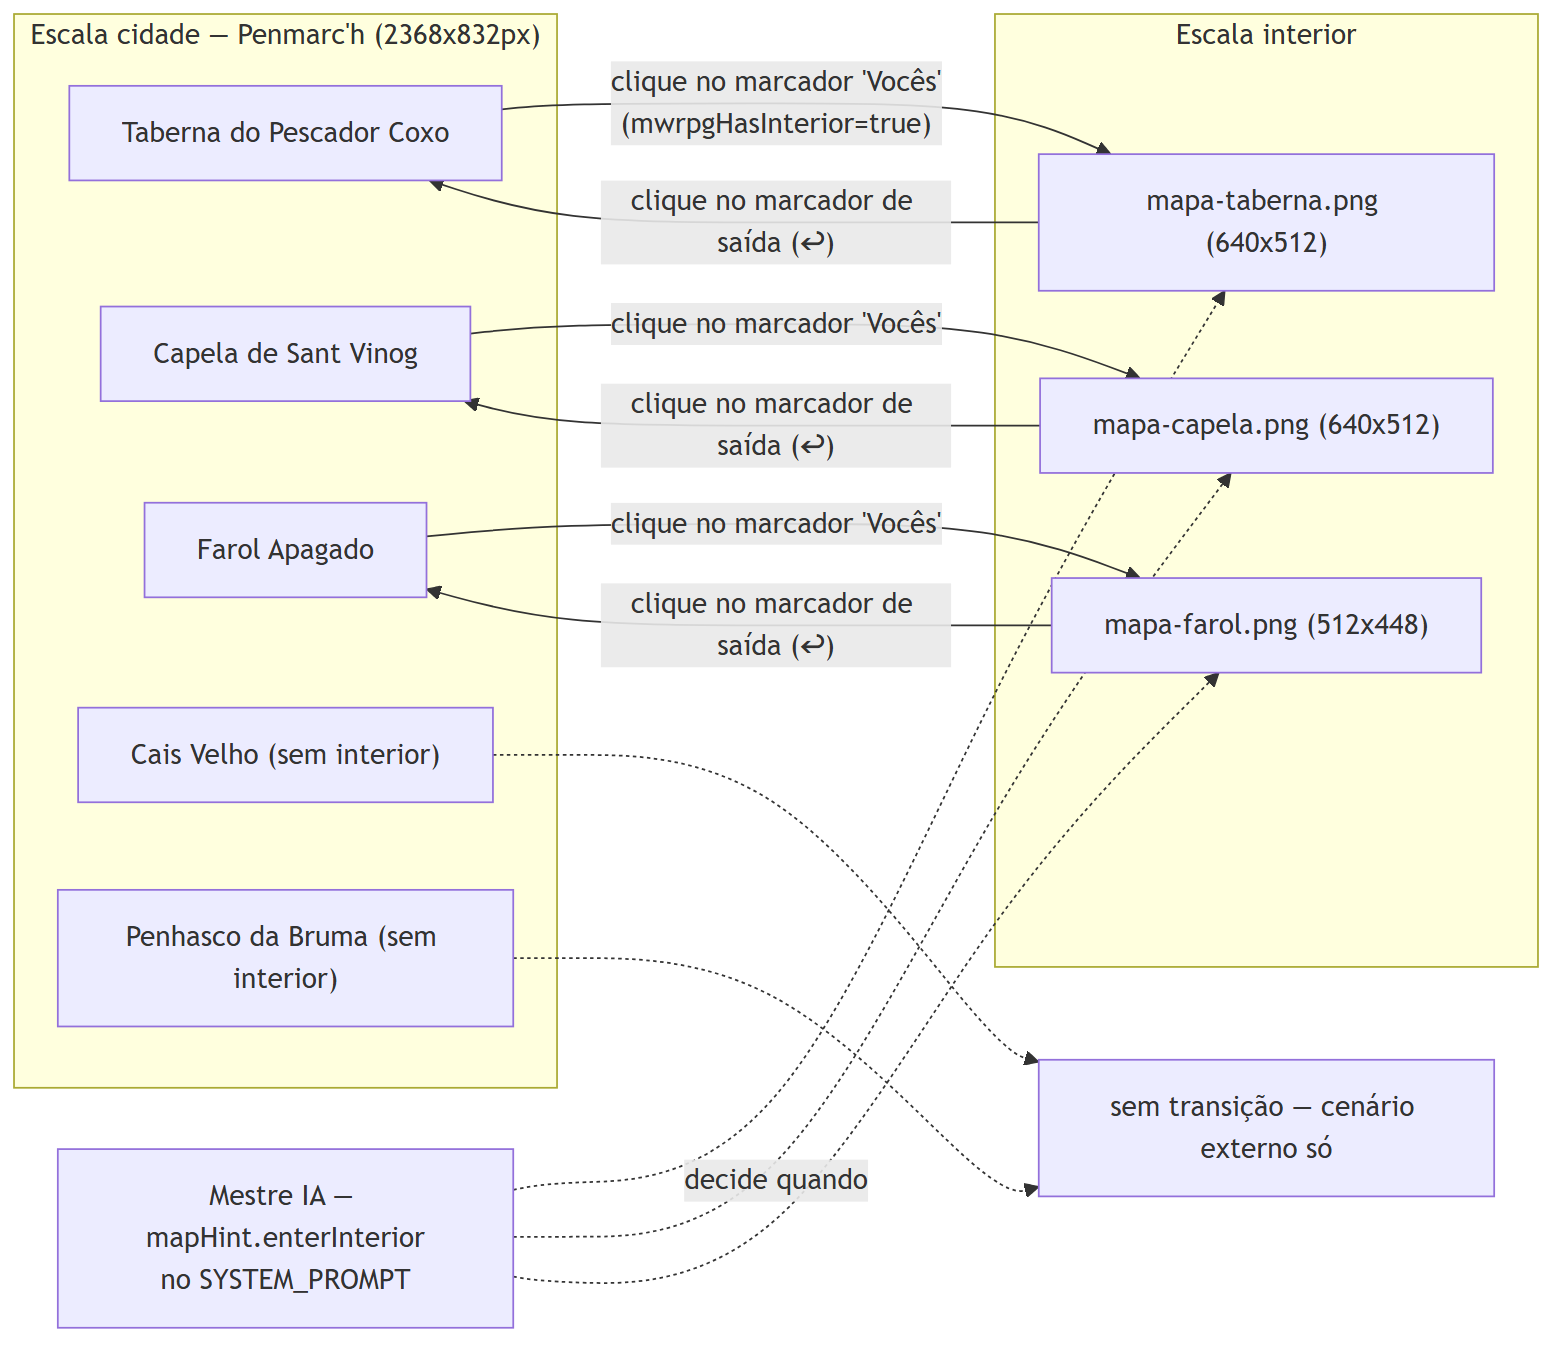 Escala cidade — Penmarc'h (2368x832px)
Taberna do Pescador Coxo
Capela de Sant Vinog
Farol Apagado
Cais Velho (sem interior)
Penhasco da Bruma (sem
interior)
Mestre IA —
mapHint.enterInterior
no SYSTEM_PROMPT
clique no marcador 'Vocês'
(mwrpgHasInterior=true)
clique no marcador de
saída (↩)
clique no marcador 'Vocês'
clique no marcador de
saída (↩)
clique no marcador 'Vocês'
clique no marcador de
saída (↩)
decide quando
Escala interior
mapa-taberna.png
(640x512)
mapa-capela.png (640x512)
mapa-farol.png (512x448)
sem transição — cenário
externo só